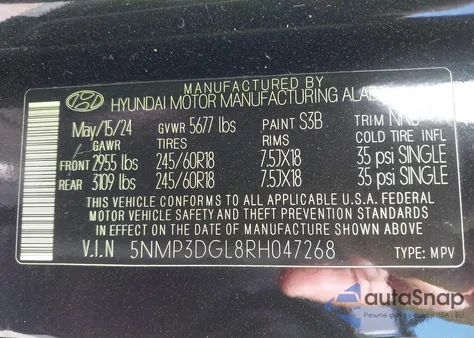 MANUFACTURED BY
HYUNDAI MOTOR MANUFACTURING ALA
May/15/24 GVWR 5677 lbs PAINT S3B TRIM NNB
GAWR TIRES RIMS COLD TIRE INFL
FRONT 2955 lbs 245/60R18 7.5JX18 35 psi SINGLE
REAR 3109 lbs 245/60R18 7.5JX18 35 psi SINGLE
THIS VEHICLE CONFORMS TO ALL APPLICABLE U.S.A. FEDERAL
MOTOR VEHICLE SAFETY AND THEFT PREVENTION STANDARDS
IN EFFECT ON THE DATE OF MANUFACTURE SHOWN ABOVE
V.I.N 5NMP3DGL8RH047268 TYPE: MPV
autoSnap